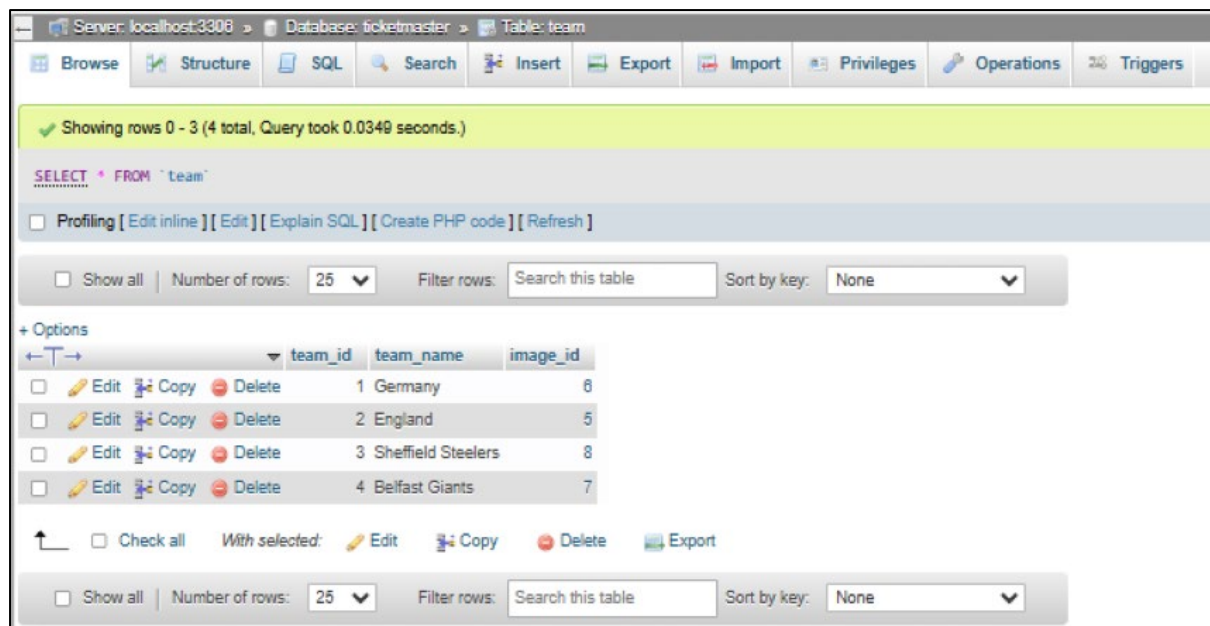 Server: localhost:3306 » Database: ticketmaster » Table: team
Browse Structure SQL Search Insert Export Import Privileges Operations Triggers
Showing rows 0 - 3 (4 total, Query took 0.0349 seconds.)
SELECT * FROM `team`
Profiling [ Edit inline ] [ Edit ] [ Explain SQL ] [ Create PHP code ] [ Refresh ]
Show all | Number of rows: 25 Filter rows: Search this table Sort by key: None
+ Options
←T→ team_id team_name image_id
Edit Copy Delete 1 Germany 6
Edit Copy Delete 2 England 5
Edit Copy Delete 3 Sheffield Steelers 8
Edit Copy Delete 4 Belfast Giants 7
Check all With selected: Edit Copy Delete Export
Show all | Number of rows: 25 Filter rows: Search this table Sort by key: None